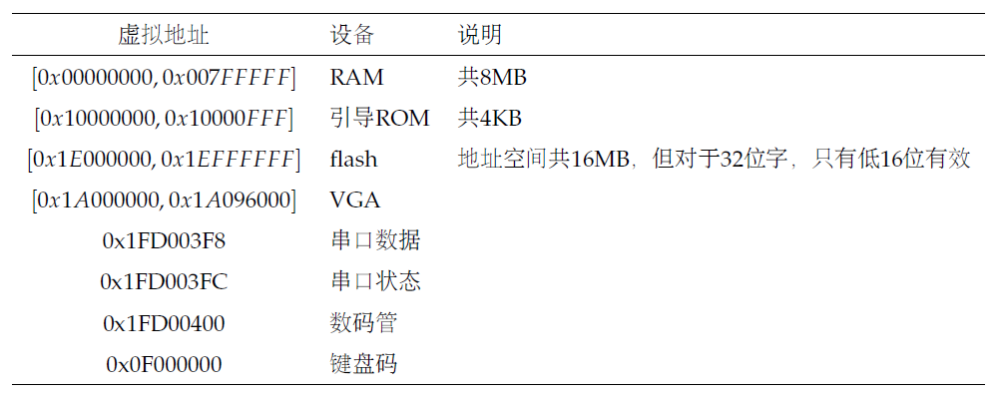 虚拟地址 设备 说明
[0x00000000, 0x007FFFFF] RAM 共8MB
[0x10000000, 0x10000FFF] 引导ROM 共4KB
[0x1E000000, 0x1EFFFFFF] flash 地址空间共16MB，但对于32位字，只有低16位有效
[0x1A000000, 0x1A096000] VGA
0x1FD003F8 串口数据
0x1FD003FC 串口状态
0x1FD00400 数码管
0x0F000000 键盘码